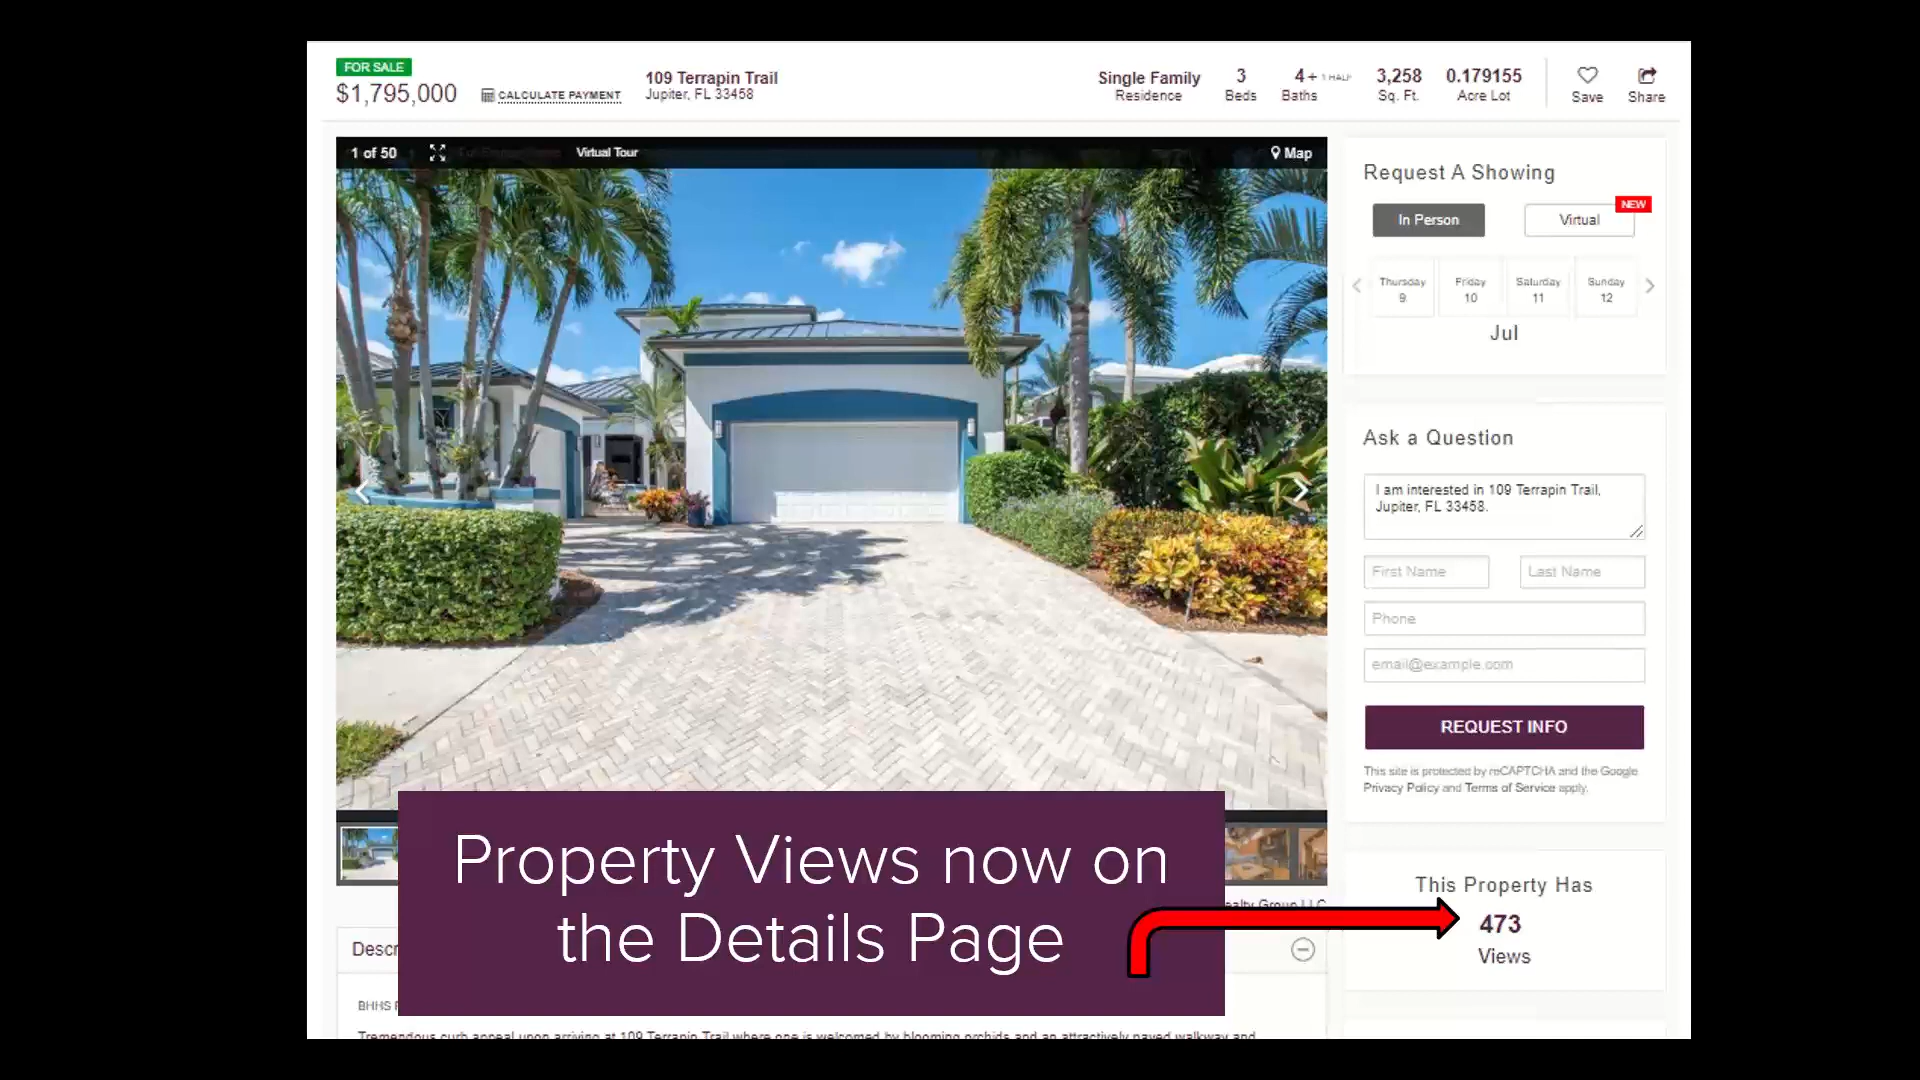 FOR SALE
$1,795,000
CALCULATE PAYMENT
109 Terrapin Trail
Jupiter, FL 33458
Single Family
Residence
3
Beds
4 + 1 HALF
Baths
3,258
Sq. Ft.
0.179155
Acre Lot
Save
Share
1 of 50
Virtual Tour
Map
Request A Showing
In Person
Virtual
NEW
Thursday
9
Friday
10
Saturday
11
Sunday
12
Jul
Ask a Question
I am interested in 109 Terrapin Trail,
Jupiter, FL 33458.
First Name
Last Name
Phone
email@example.com
REQUEST INFO
This site is protected by reCAPTCHA and the Google
Privacy Policy and Terms of Service apply.
Property Views now on
the Details Page
This Property Has
473
Views
Realty Group LLC
Descr
BHHS
Tremendous curb appeal upon arriving at 109 Terrapin Trail where one is welcomed by blooming orchids and an attractively paved walkway and